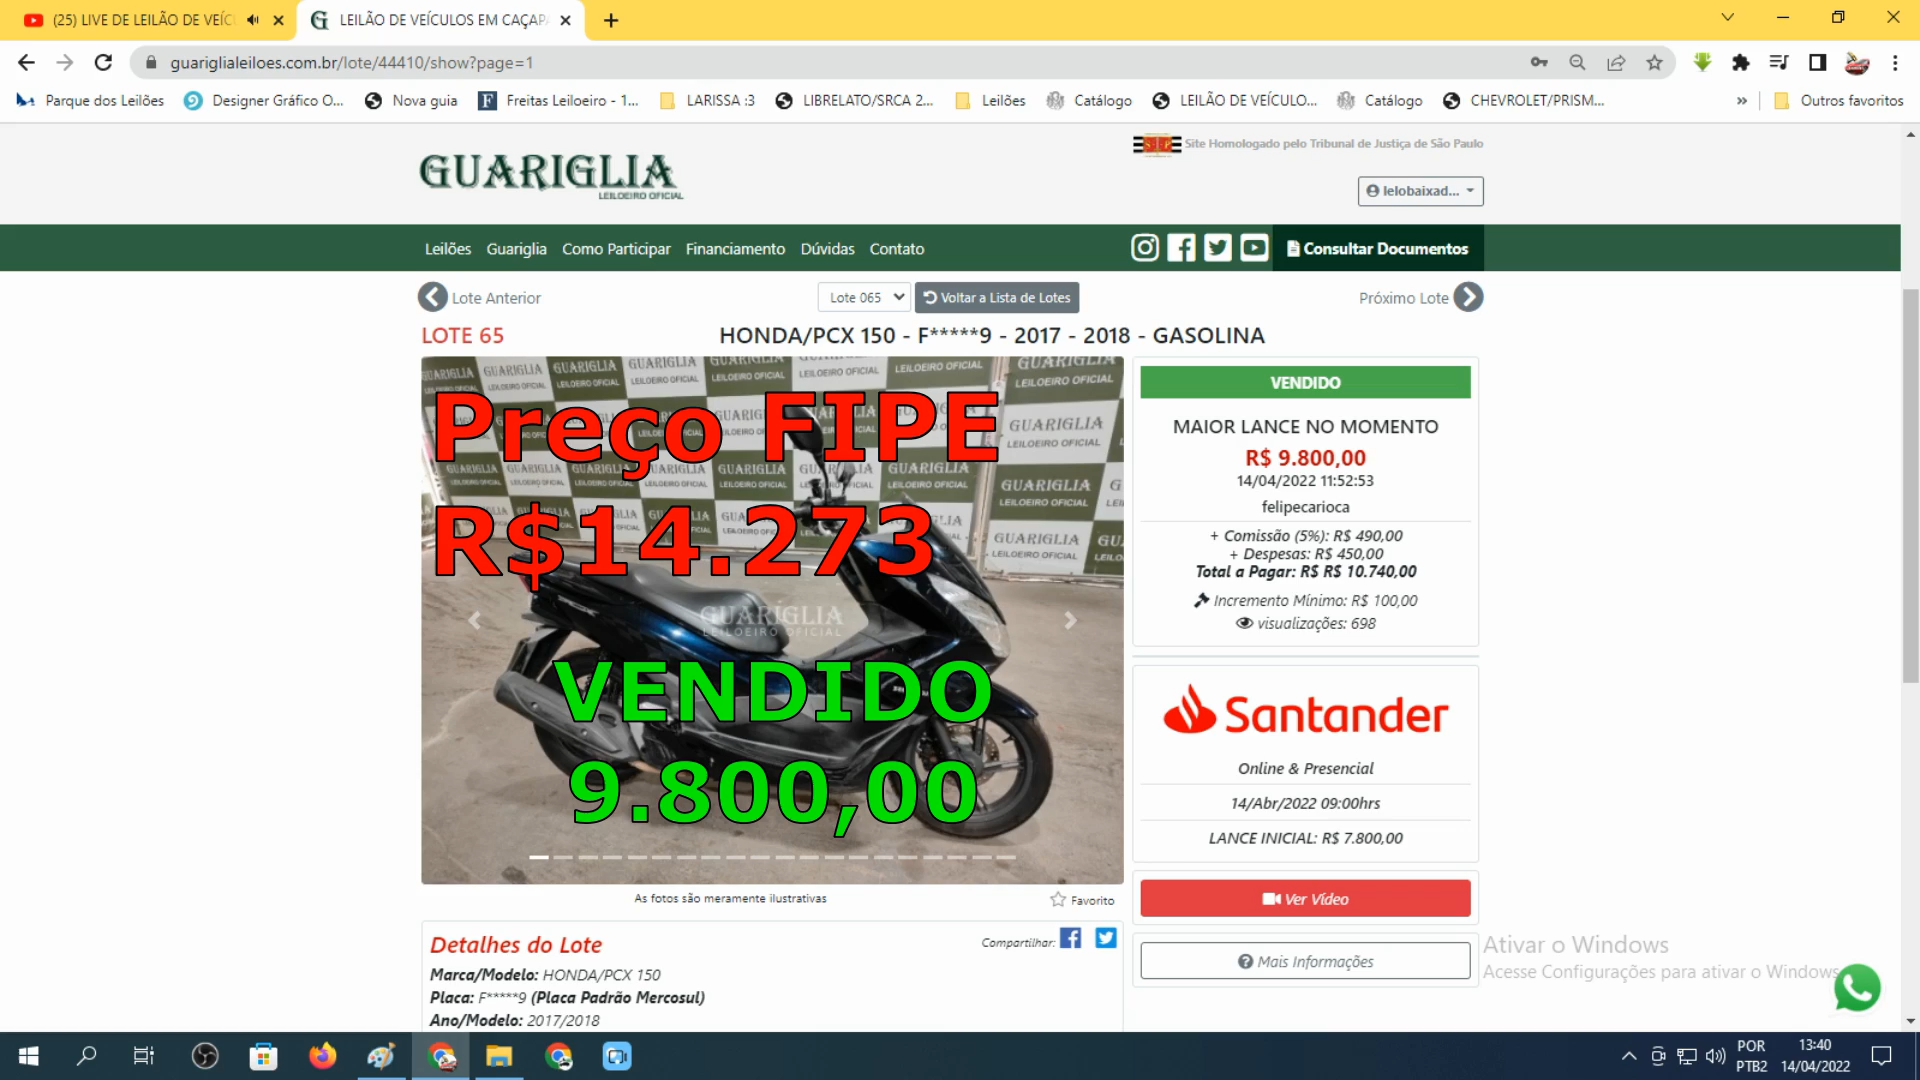 (25) LIVE DE LEILÃO DE VEÍC
LEILÃO DE VEÍCULOS EM CAÇAPA
guariglialeiloes.com.br/lote/44410/show?page=1
Parque dos Leilões
Designer Gráfico O...
Nova guia
Freitas Leiloeiro - 1...
LARISSA :3
LIBRELATO/SRCA 2...
Leilões
Catálogo
LEILÃO DE VEÍCULO...
Catálogo
CHEVROLET/PRISM...
»
Outros favoritos
GUARIGLIA
LEILOEIRO OFICIAL
Site Homologado pelo Tribunal de Justiça de São Paulo
lelobaixad...
Leilões
Guariglia
Como Participar
Financiamento
Dúvidas
Contato
Consultar Documentos
Lote Anterior
Lote 065
Voltar a Lista de Lotes
Próximo Lote
LOTE 65
HONDA/PCX 150 - F*****9 - 2017 - 2018 - GASOLINA
Preço FIPE
R$14.273
GUARIGLIA
LEILOEIRO OFICIAL
VENDIDO
9.800,00
As fotos são meramente ilustrativas
Favorito
Detalhes do Lote
Compartilhar:
Marca/Modelo: HONDA/PCX 150
Placa: F*****9 (Placa Padrão Mercosul)
Ano/Modelo: 2017/2018
VENDIDO
MAIOR LANCE NO MOMENTO
R$ 9.800,00
14/04/2022 11:52:53
felipecarioca
+ Comissão (5%): R$ 490,00
+ Despesas: R$ 450,00
Total a Pagar: R$ R$ 10.740,00
Incremento Mínimo: R$ 100,00
visualizações: 698
Santander
Online & Presencial
14/Abr/2022 09:00hrs
LANCE INICIAL: R$ 7.800,00
Ver Vídeo
Mais Informações
Ativar o Windows
Acesse Configurações para ativar o Windows
POR
PTB2
13:40
14/04/2022